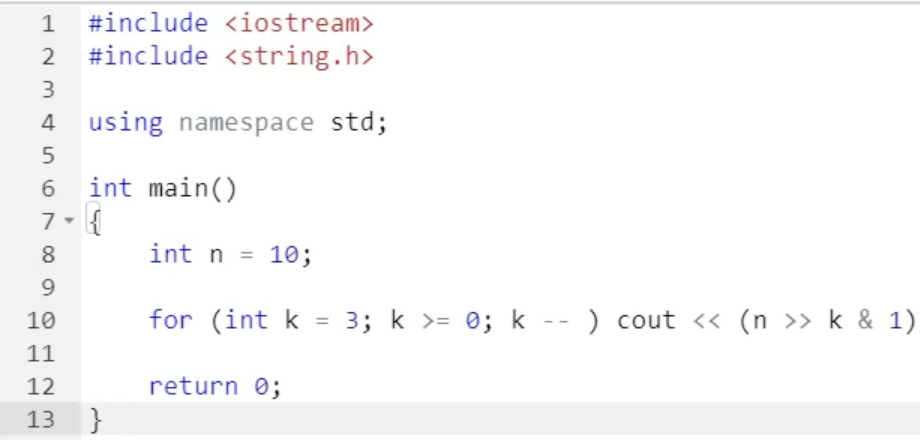 1 #include <iostream>
2 #include <string.h>
3
4 using namespace std;
5
6 int main()
7 {
8     int n = 10;
9
10     for (int k = 3; k >= 0; k -- ) cout << (n >> k & 1)
11
12     return 0;
13 }